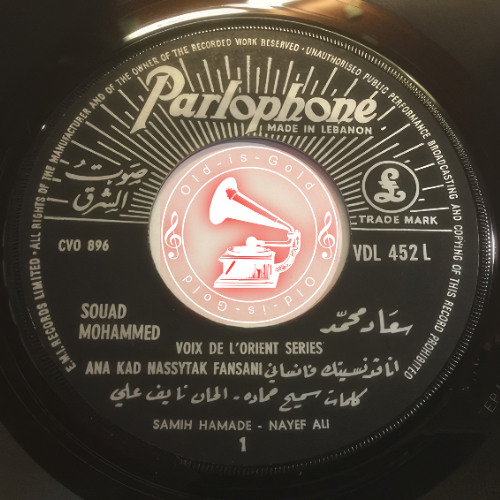 ALL RIGHTS OF THE MANUFACTURER AND OF THE OWNER OF THE RECORDED WORK RESERVED · UNAUTHORISED PUBLIC PERFORMANCE BROADCASTING AND COPYING OF THIS RECORD PROHIBITED
E.M.I. RECORDS LIMITED ·
Parlophone
MADE IN LEBANON
صوت
الشرق
£
TRADE MARK
Old-is-Gold
Old-is-Gold
CVO 896
VDL 452 L
SOUAD
MOHAMMED
سعاد محمد
VOIX DE L'ORIENT SERIES
ANA KAD NASSYTAK FANSANI انا قد نسيتك فانساني
كلمات سميح حماده - الحان نايف علي
SAMIH HAMADE - NAYEF ALI
1
EP